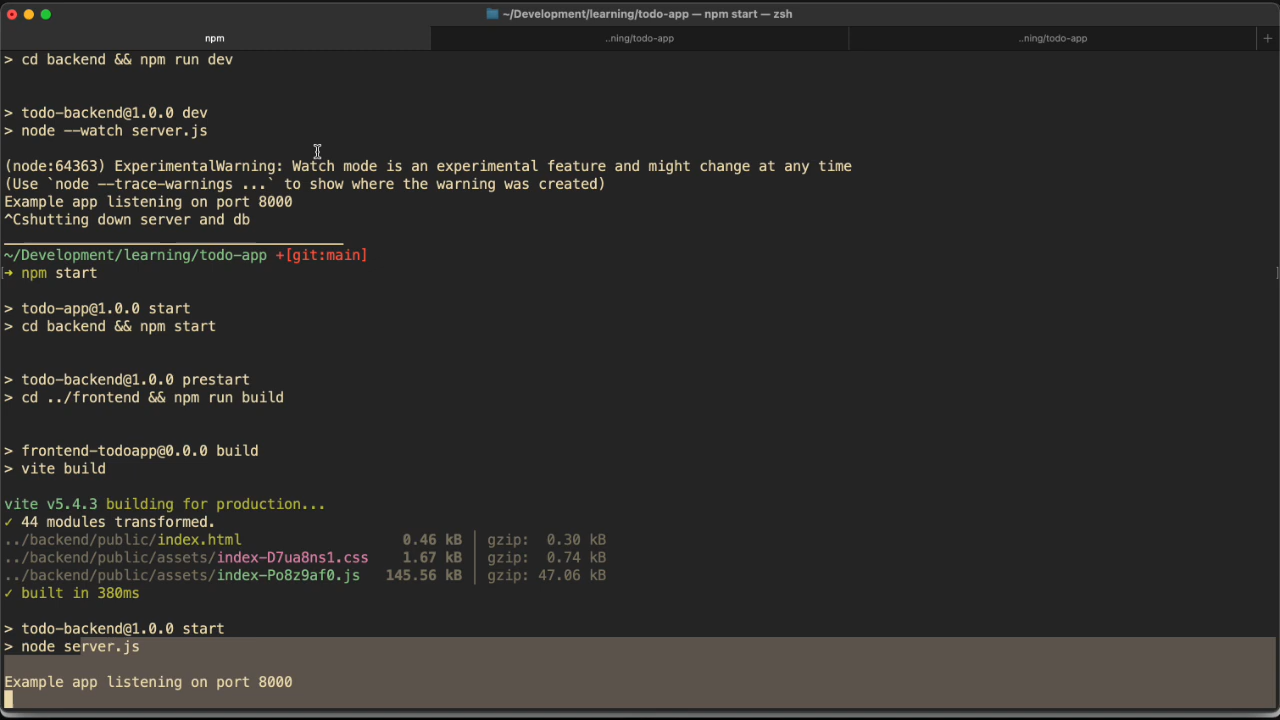 ~/Development/learning/todo-app — npm start — zsh
npm
..ning/todo-app
..ning/todo-app
+
> cd backend && npm run dev
> todo-backend@1.0.0 dev
> node --watch server.js
(node:64363) ExperimentalWarning: Watch mode is an experimental feature and might change at any time
(Use `node --trace-warnings ...` to show where the warning was created)
Example app listening on port 8000
^Cshutting down server and db
~/Development/learning/todo-app +[git:main]
➜ npm start
> todo-app@1.0.0 start
> cd backend && npm start
> todo-backend@1.0.0 prestart
> cd ../frontend && npm run build
> frontend-todoapp@0.0.0 build
> vite build
vite v5.4.3 building for production...
✓ 44 modules transformed.
../backend/public/index.html 0.46 kB │ gzip: 0.30 kB
../backend/public/assets/index-D7ua8ns1.css 1.67 kB │ gzip: 0.74 kB
../backend/public/assets/index-Po8z9af0.js 145.56 kB │ gzip: 47.06 kB
✓ built in 380ms
> todo-backend@1.0.0 start
> node server.js
Example app listening on port 8000